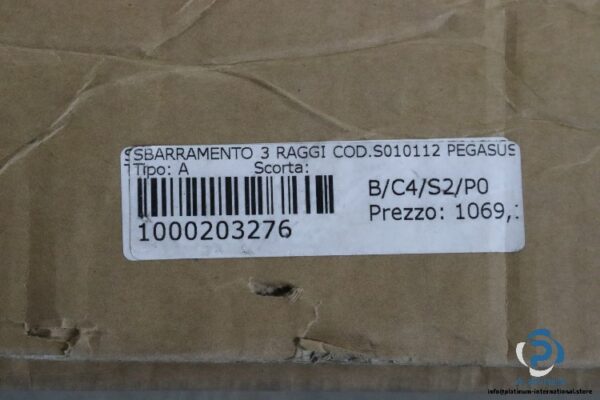 SBARRAMENTO 3 RAGGI COD.S010112 PEGASUS
Tipo: A Scorta:
B/C4/S2/P0
Prezzo: 1069,
1000203276
info@platinum-international.store